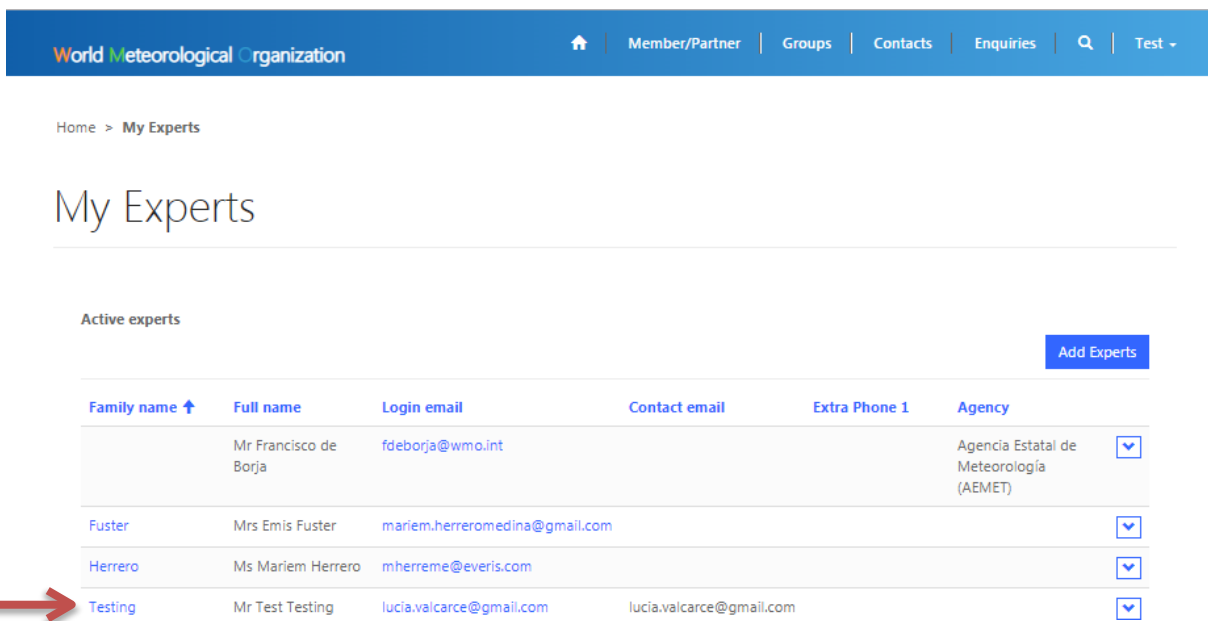 World Meteorological Organization
Member/Partner | Groups | Contacts | Enquiries | Test
Home > My Experts
My Experts
Active experts
Add Experts
Family name Full name Login email Contact email Extra Phone 1 Agency
Mr Francisco de Borja fdeborja@wmo.int Agencia Estatal de Meteorología (AEMET)
Fuster Mrs Emis Fuster mariem.herreromedina@gmail.com
Herrero Ms Mariem Herrero mherreme@everis.com
Testing Mr Test Testing lucia.valcarce@gmail.com lucia.valcarce@gmail.com